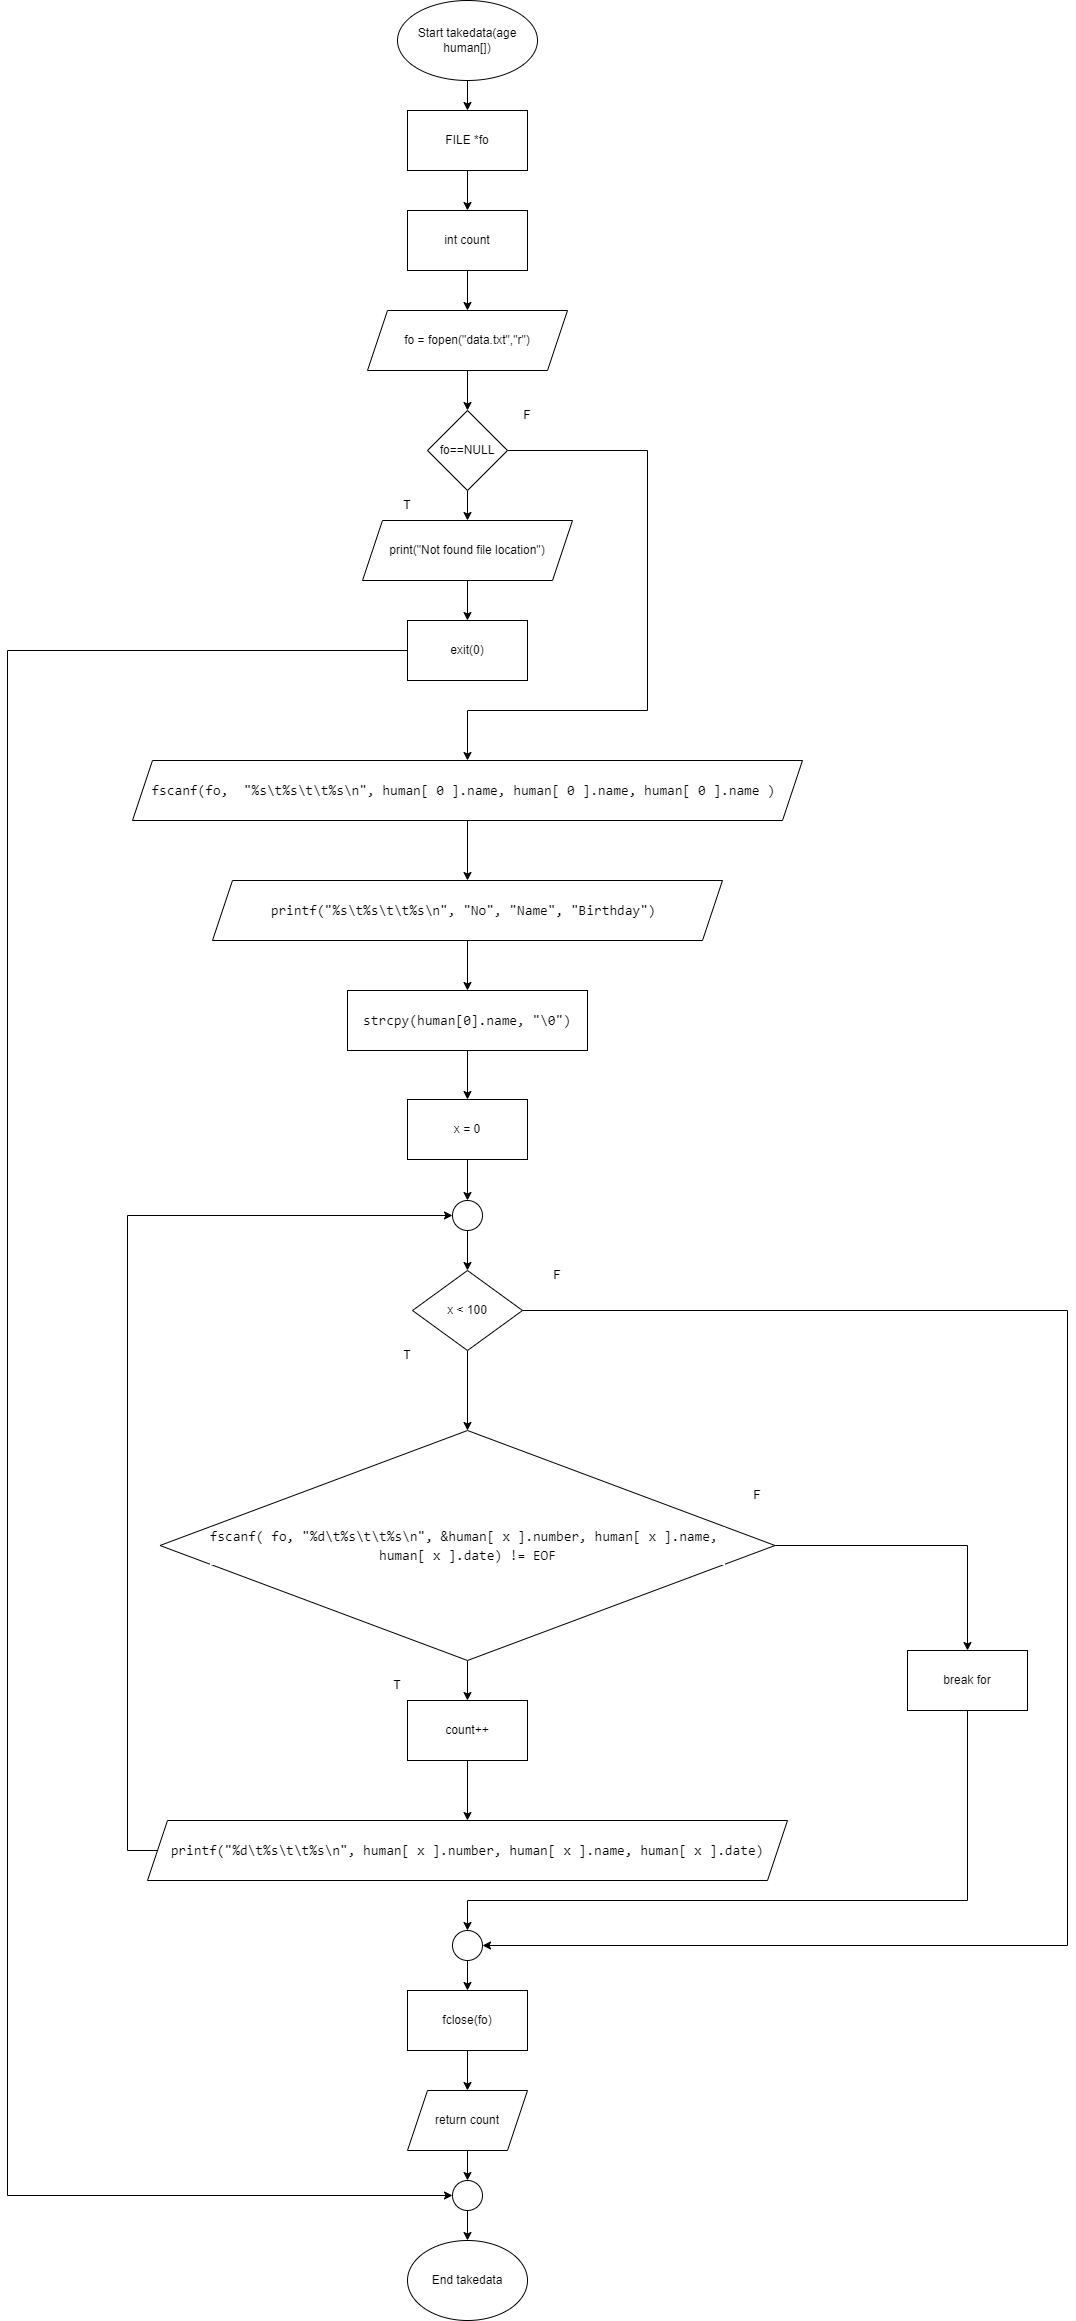 Start takedata(age
human[])
FILE *fo
int count
fo = fopen("data.txt","r")
F
fo==NULL
T
print("Not found file location")
exit(0)
fscanf(fo,  "%s\t%s\t\t%s\n", human[ 0 ].name, human[ 0 ].name, human[ 0 ].name )
printf("%s\t%s\t\t%s\n", "No", "Name", "Birthday")
strcpy(human[0].name, "\0")
x = 0
F
x < 100
T
F
fscanf( fo, "%d\t%s\t\t%s\n", &human[ x ].number, human[ x ].name,
human[ x ].date) != EOF
break for
T
count++
printf("%d\t%s\t\t%s\n", human[ x ].number, human[ x ].name, human[ x ].date)
fclose(fo)
return count
End takedata